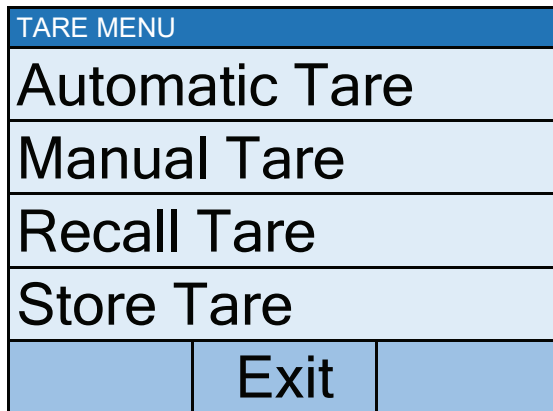 TARE MENU
Automatic Tare
Manual Tare
Recall Tare
Store Tare
Exit